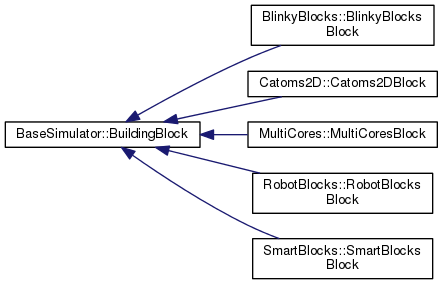 BlinkyBlocks::BlinkyBlocks
Block
Catoms2D::Catoms2DBlock
BaseSimulator::BuildingBlock
MultiCores::MultiCoresBlock
RobotBlocks::RobotBlocks
Block
SmartBlocks::SmartBlocks
Block